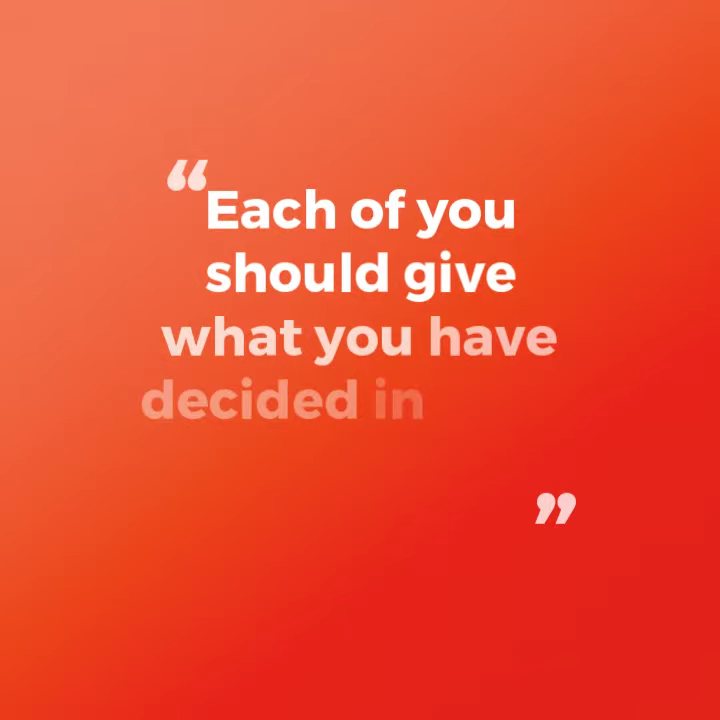 “Each of you
should give
what you have
decided in
”